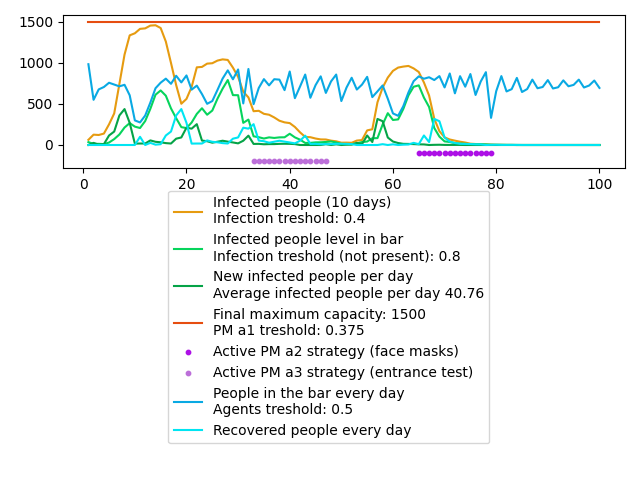 1500
1000
500
0
0
20
40
60
80
100
Infected people (10 days)
Infection treshold: 0.4
Infected people level in bar
Infection treshold (not present): 0.8
New infected people per day
Average infected people per day 40.76
Final maximum capacity: 1500
PM a1 treshold: 0.375
Active PM a2 strategy (face masks)
Active PM a3 strategy (entrance test)
People in the bar every day
Agents treshold: 0.5
Recovered people every day